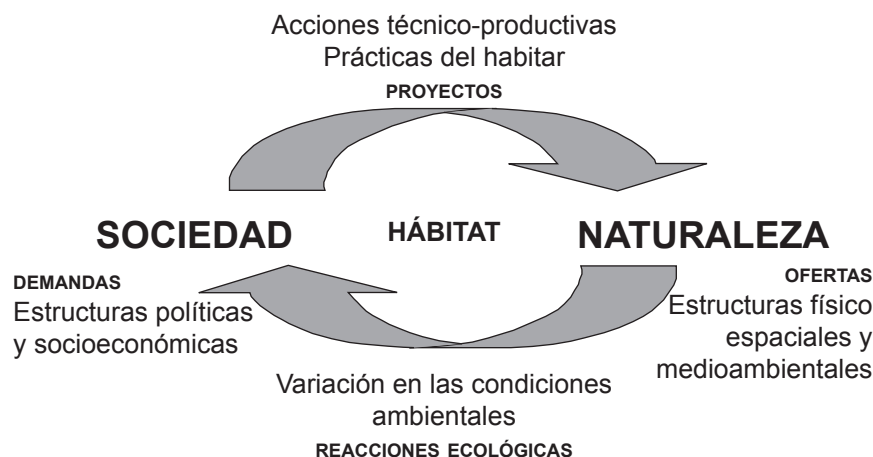 Acciones técnico-productivas
Prácticas del habitar
PROYECTOS
SOCIEDAD
HÁBITAT
NATURALEZA
DEMANDAS
Estructuras políticas
y socioeconómicas
OFERTAS
Estructuras físico
espaciales y
medioambientales
Variación en las condiciones
ambientales
REACCIONES ECOLÓGICAS